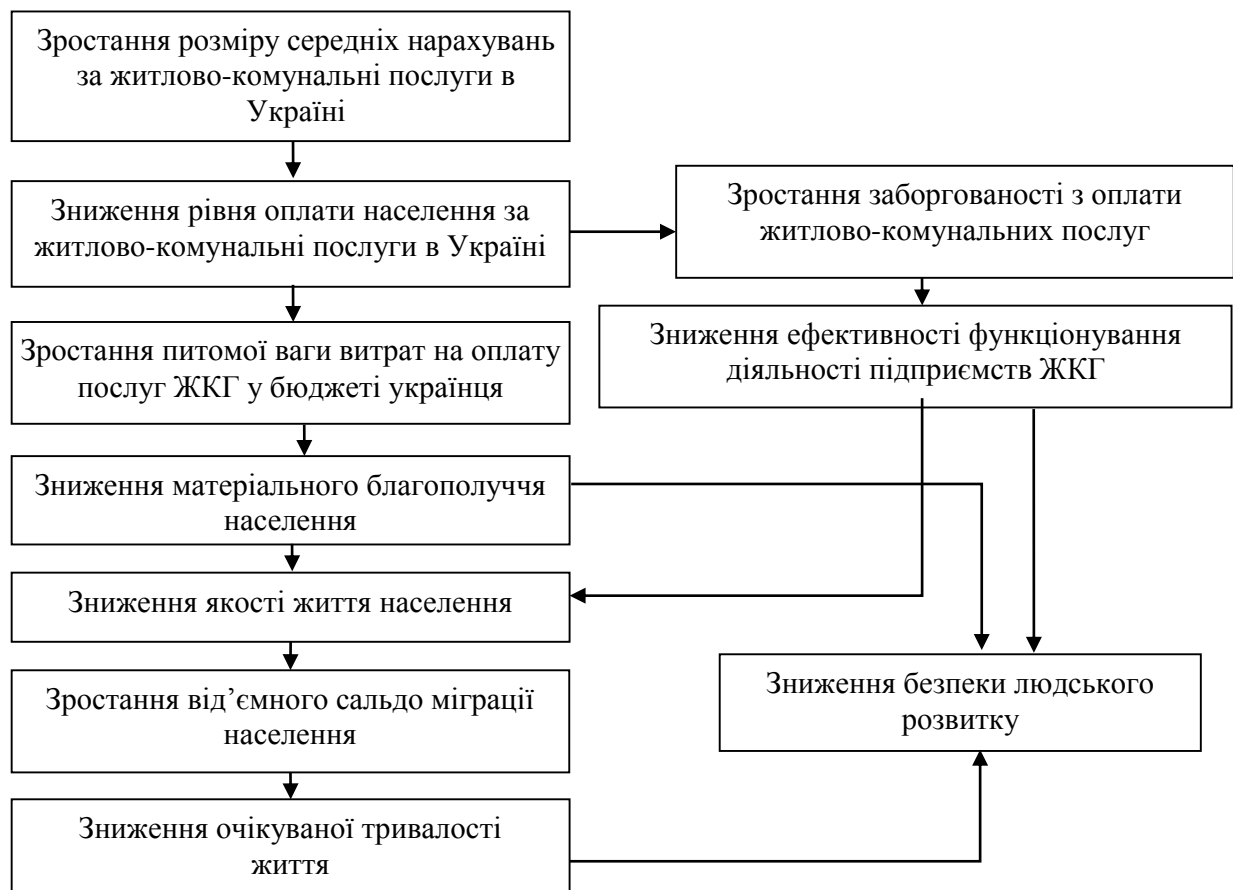 Зростання розміру середніх нарахувань
за житлово-комунальні послуги в
Україні
Зниження рівня оплати населення за
житлово-комунальні послуги в Україні
Зростання заборгованості з оплати
житлово-комунальних послуг
Зростання питомої ваги витрат на оплату
послуг ЖКГ у бюджеті українця
Зниження ефективності функціонування
діяльності підприємств ЖКГ
Зниження матеріального благополуччя
населення
Зниження якості життя населення
Зростання від’ємного сальдо міграції
населення
Зниження безпеки людського
розвитку
Зниження очікуваної тривалості
життя